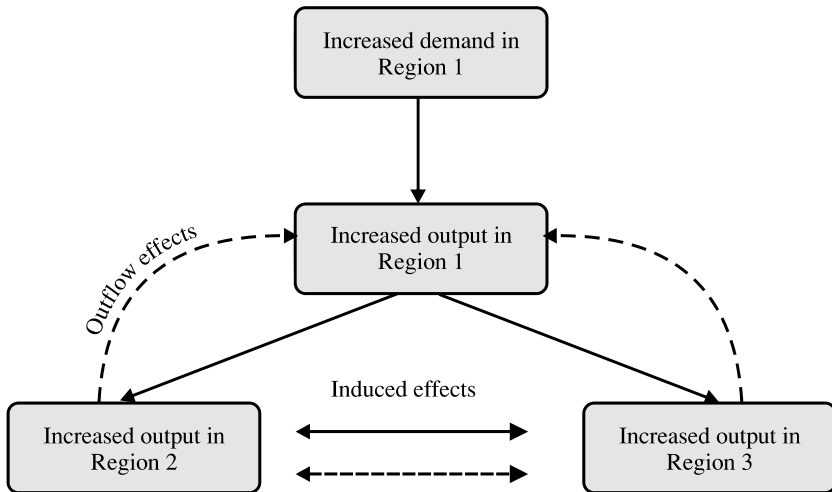 Increased demand in
Region 1
Increased output in
Region 1
Outflow effects
Induced effects
Increased output in
Region 2
Increased output in
Region 3